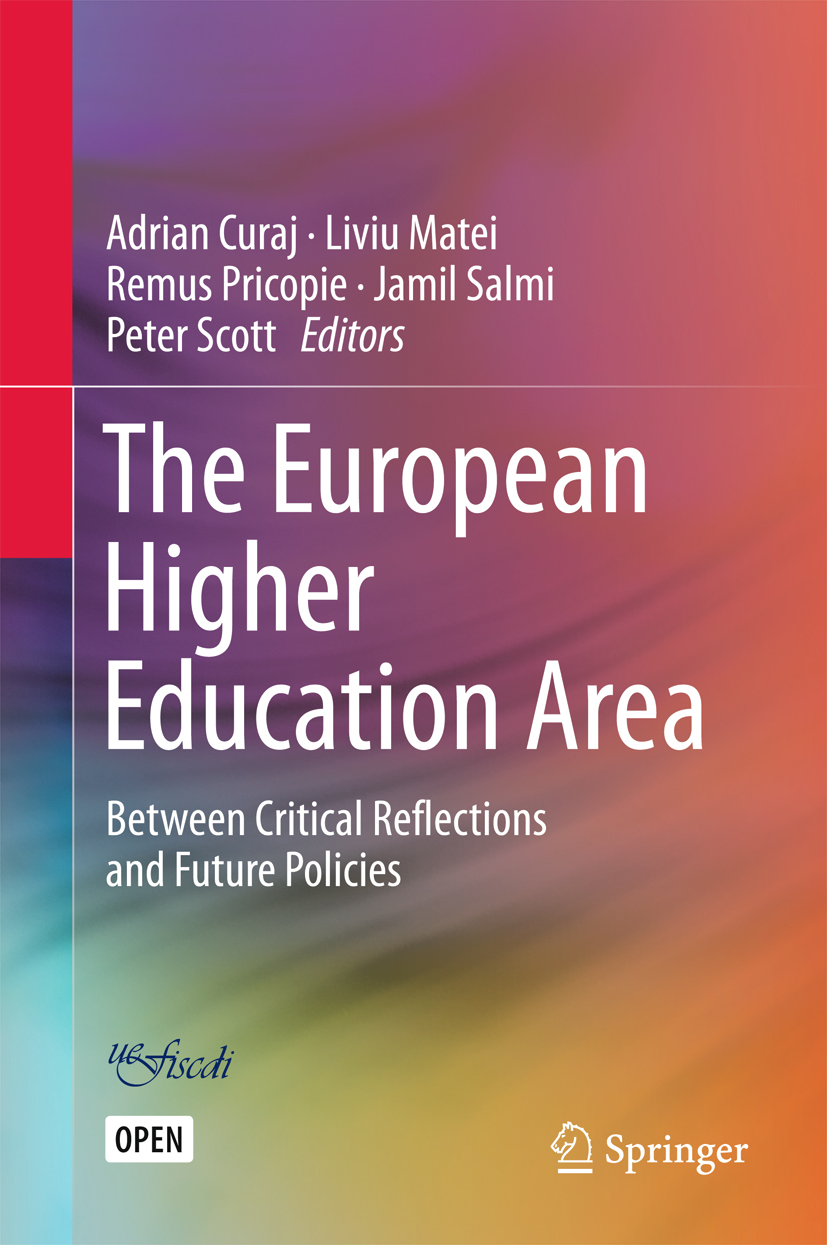 Adrian Curaj · Liviu Matei
Remus Pricopie · Jamil Salmi
Peter Scott Editors
The European
Higher
Education Area
Between Critical Reflections
and Future Policies
uefiscdi
OPEN
Springer